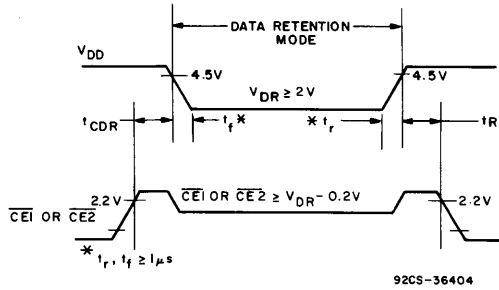 DATA RETENTION
MODE
VDD
4.5V
4.5V
VDR ≥ 2V
tCDR
tf*
* tr
tR
2.2V
CE1 OR CE2 ≥ VDR - 0.2V
2.2V
CE1 OR CE2
* tr, tf ≥ 1µs
92CS-36404